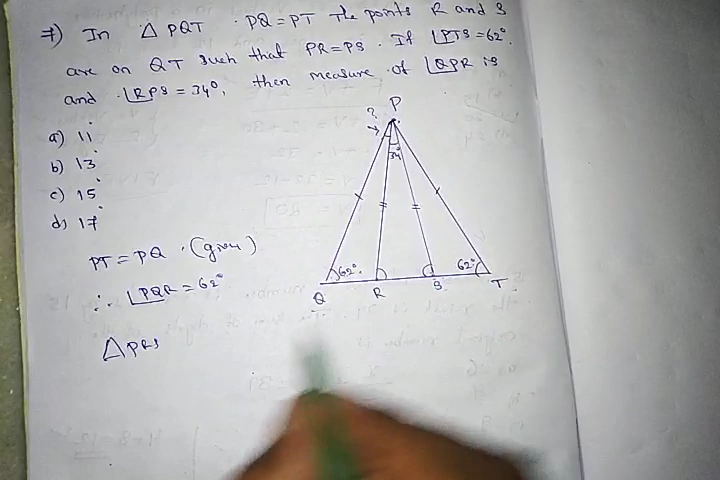 7) In △ PQT . PQ = PT The points R and S
are on QT such that PR = PS . If ∠PTS = 62°.
and ∠RPS = 34°, then measure of ∠QPR is
a) 11°
b) 13°
c) 15°
d) 17°
P
?
34°
62°.
62°
Q
R
S
T
PT = PQ . (given)
∴ ∠PQR = 62°
△PRS